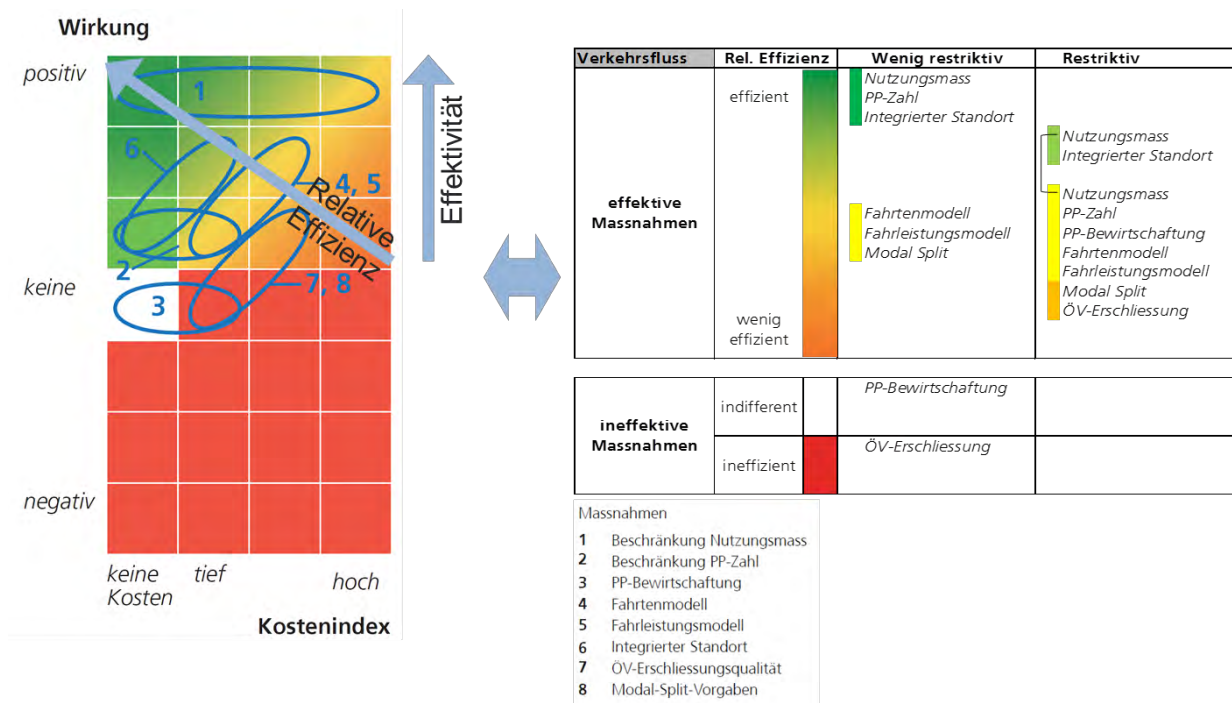 Wirkung
positiv
keine
negativ
1
6
4, 5
2
7, 8
3
Relative
Effizienz
Effektivität
keine
Kosten
tief
hoch
Kostenindex
Verkehrsfluss
Rel. Effizienz
Wenig restriktiv
Restriktiv
effektive
Massnahmen
effizient
wenig
effizient
Nutzungsmass
PP-Zahl
Integrierter Standort
Fahrtenmodell
Fahrleistungsmodell
Modal Split
Nutzungsmass
Integrierter Standort
Nutzungsmass
PP-Zahl
PP-Bewirtschaftung
Fahrtenmodell
Fahrleistungsmodell
Modal Split
ÖV-Erschliessung
ineffektive
Massnahmen
indifferent
PP-Bewirtschaftung
ineffizient
ÖV-Erschliessung
Massnahmen
1 Beschränkung Nutzungsmass
2 Beschränkung PP-Zahl
3 PP-Bewirtschaftung
4 Fahrtenmodell
5 Fahrleistungsmodell
6 Integrierter Standort
7 ÖV-Erschliessungsqualität
8 Modal-Split-Vorgaben